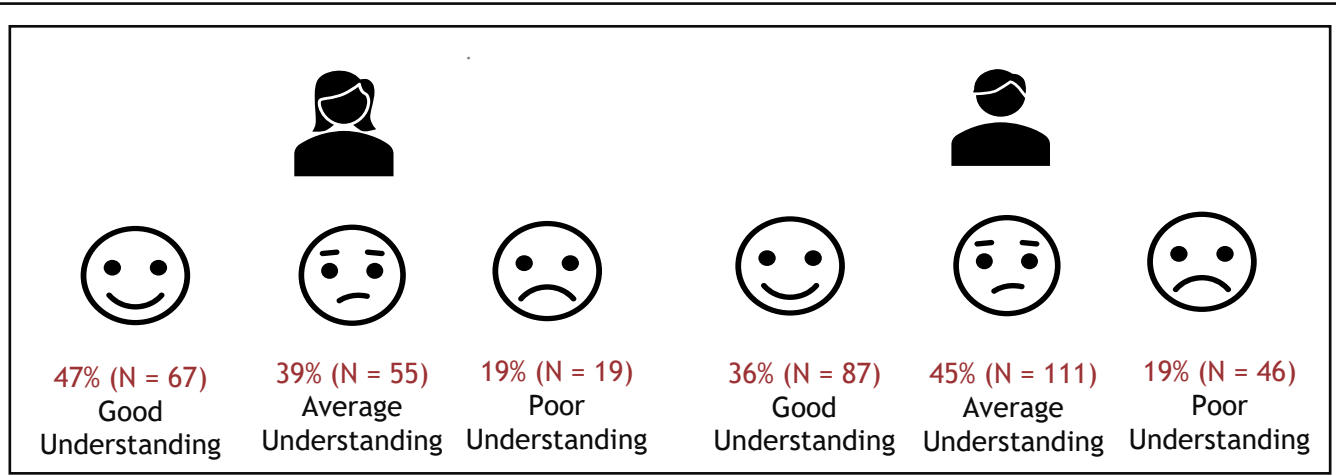 47% (N = 67)
Good
Understanding
39% (N = 55)
Average
Understanding
19% (N = 19)
Poor
Understanding
36% (N = 87)
Good
Understanding
45% (N = 111)
Average
Understanding
19% (N = 46)
Poor
Understanding